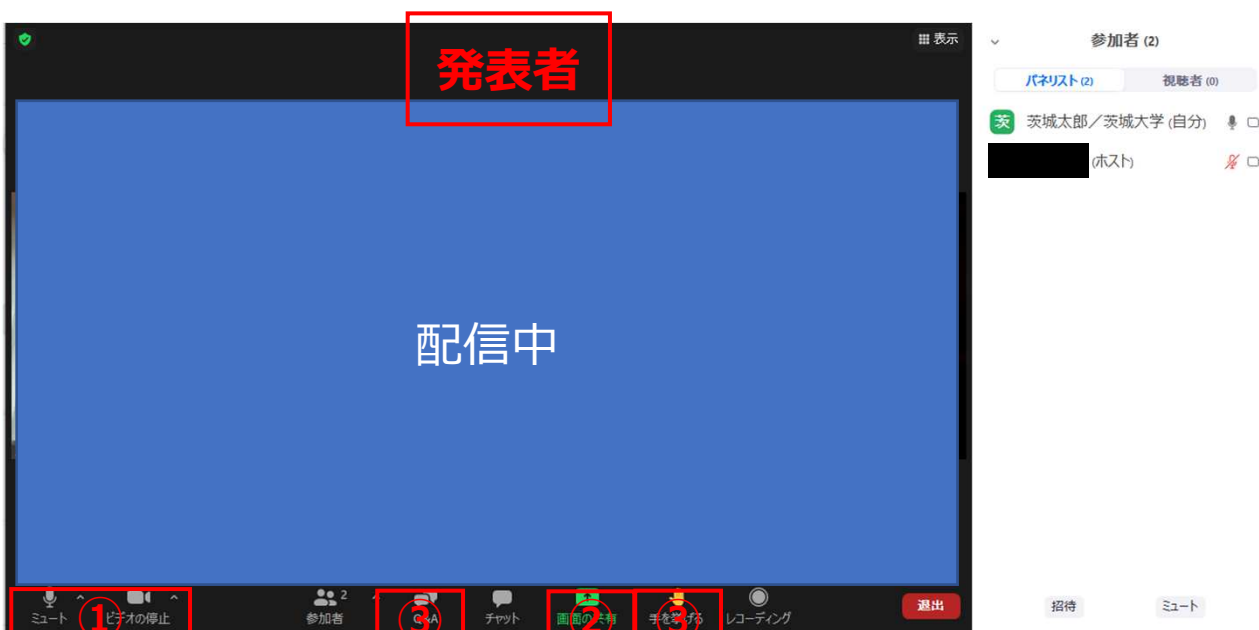 発表者
表示
配信中
参加者 (2)
パネリスト (2)
視聴者 (0)
茨 茨城太郎／茨城大学 (自分)
(ホスト)
ミュート
①
ビデオの停止
参加者 2
③
Q&A
チャット
②
画面の共有
③
手を挙げる
レコーディング
退出
招待
ミュート